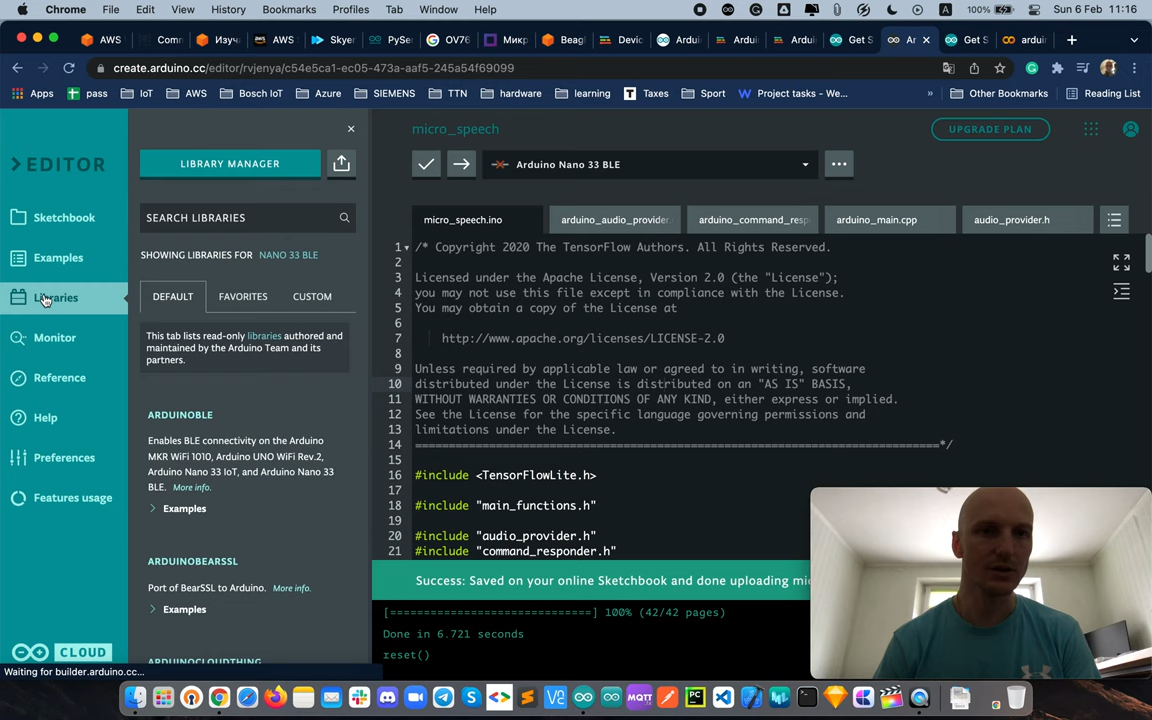 Chrome File Edit View History Bookmarks Profiles Tab Window Help A 100% Sun 6 Feb 11:16
AWS Comn Изуча AWS Skyer PySer OV76 Микр Beagl Devic Ardui Ardui Ardui Get S Ar Get S arduin
create.arduino.cc/editor/rvjenya/c54e5ca1-ec05-473a-aaf5-245a54f69099
Apps pass IoT AWS Bosch IoT Azure SIEMENS TTN hardware learning Taxes Sport Project tasks - We... » Other Bookmarks Reading List
EDITOR
Sketchbook
Examples
Libraries
Monitor
Reference
Help
Preferences
Features usage
CLOUD
Waiting for builder.arduino.cc...
LIBRARY MANAGER
SEARCH LIBRARIES
SHOWING LIBRARIES FOR NANO 33 BLE
DEFAULT FAVORITES CUSTOM
This tab lists read-only libraries authored and
maintained by the Arduino Team and its
partners.
ARDUINOBLE
Enables BLE connectivity on the Arduino
MKR WiFi 1010, Arduino UNO WiFi Rev.2,
Arduino Nano 33 IoT, and Arduino Nano 33
BLE. More info.
Examples
ARDUINOBEARSSL
Port of BearSSL to Arduino. More info.
Examples
ARDUINOCLOUDTHING
micro_speech
UPGRADE PLAN
Arduino Nano 33 BLE
micro_speech.ino arduino_audio_provider. arduino_command_resp arduino_main.cpp audio_provider.h
1 /* Copyright 2020 The TensorFlow Authors. All Rights Reserved.
2
3 Licensed under the Apache License, Version 2.0 (the "License");
4 you may not use this file except in compliance with the License.
5 You may obtain a copy of the License at
6
7 http://www.apache.org/licenses/LICENSE-2.0
8
9 Unless required by applicable law or agreed to in writing, software
10 distributed under the License is distributed on an "AS IS" BASIS,
11 WITHOUT WARRANTIES OR CONDITIONS OF ANY KIND, either express or implied.
12 See the License for the specific language governing permissions and
13 limitations under the License.
14 ==============================================================================*/
15
16 #include <TensorFlowLite.h>
17
18 #include "main_functions.h"
19
20 #include "audio_provider.h"
21 #include "command_responder.h"
Success: Saved on your online Sketchbook and done uploading mi
[==============================] 100% (42/42 pages)
Done in 6.721 seconds
reset()